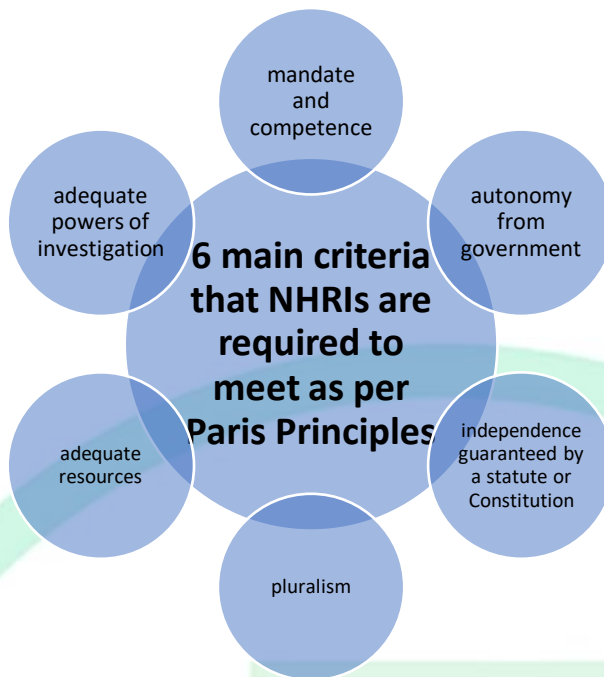 mandate
and
competence
adequate
powers of
investigation
autonomy
from
government
6 main criteria
that NHRIs are
required to
meet as per
Paris Principles
adequate
resources
independence
guaranteed by
a statute or
Constitution
pluralism